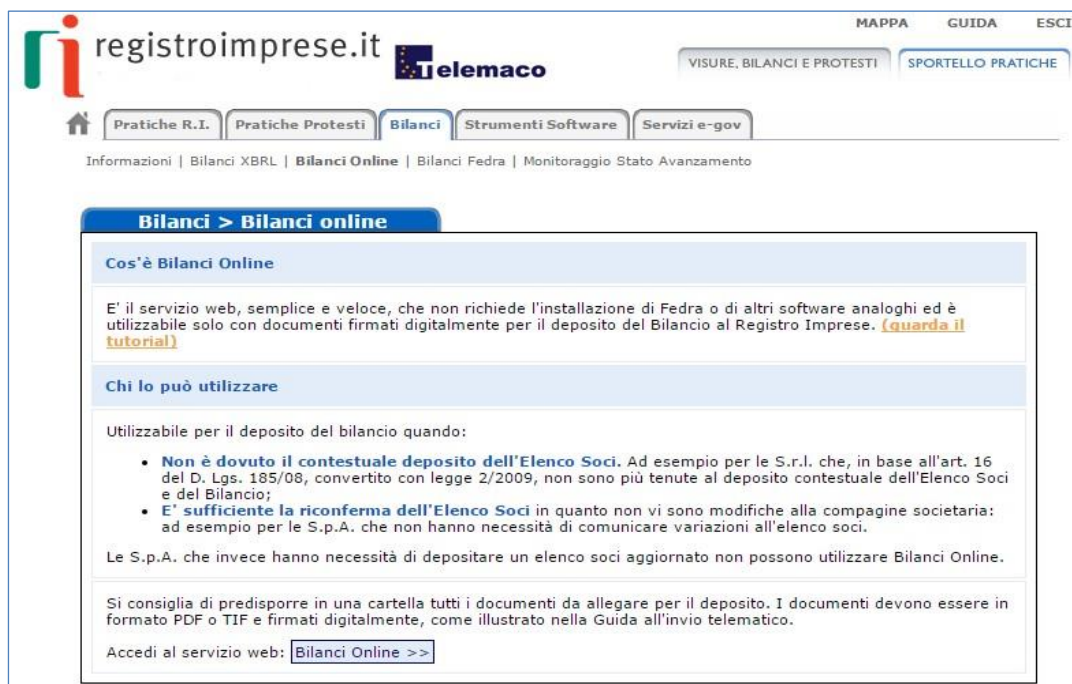 MAPPA GUIDA ESCI
registroimprese.it
Telemaco
VISURE, BILANCI E PROTESTI SPORTELLO PRATICHE
Pratiche R.I. Pratiche Protesti Bilanci Strumenti Software Servizi e-gov
Informazioni | Bilanci XBRL | Bilanci Online | Bilanci Fedra | Monitoraggio Stato Avanzamento
Bilanci > Bilanci online
Cos'è Bilanci Online
E' il servizio web, semplice e veloce, che non richiede l'installazione di Fedra o di altri software analoghi ed è
utilizzabile solo con documenti firmati digitalmente per il deposito del Bilancio al Registro Imprese. (guarda il
tutorial)
Chi lo può utilizzare
Utilizzabile per il deposito del bilancio quando:
• Non è dovuto il contestuale deposito dell'Elenco Soci. Ad esempio per le S.r.l. che, in base all'art. 16
del D. Lgs. 185/08, convertito con legge 2/2009, non sono più tenute al deposito contestuale dell'Elenco Soci
e del Bilancio;
• E' sufficiente la riconferma dell'Elenco Soci in quanto non vi sono modifiche alla compagine societaria:
ad esempio per le S.p.A. che non hanno necessità di comunicare variazioni all'elenco soci.
Le S.p.A. che invece hanno necessità di depositare un elenco soci aggiornato non possono utilizzare Bilanci Online.
Si consiglia di predisporre in una cartella tutti i documenti da allegare per il deposito. I documenti devono essere in
formato PDF o TIF e firmati digitalmente, come illustrato nella Guida all'invio telematico.
Accedi al servizio web: Bilanci Online >>